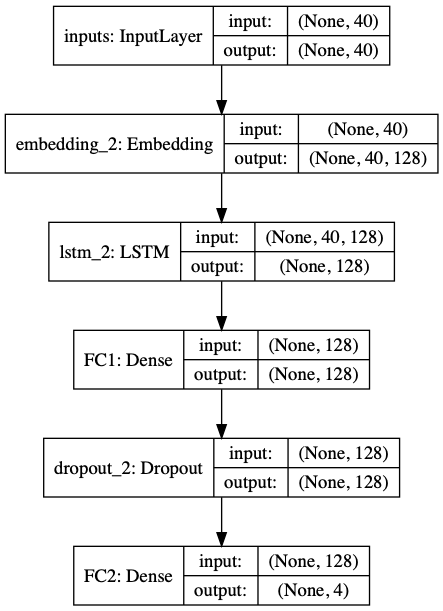 inputs: InputLayer
input: (None, 40)
output: (None, 40)
embedding_2: Embedding
input: (None, 40)
output: (None, 40, 128)
lstm_2: LSTM
input: (None, 40, 128)
output: (None, 128)
FC1: Dense
input: (None, 128)
output: (None, 128)
dropout_2: Dropout
input: (None, 128)
output: (None, 128)
FC2: Dense
input: (None, 128)
output: (None, 4)